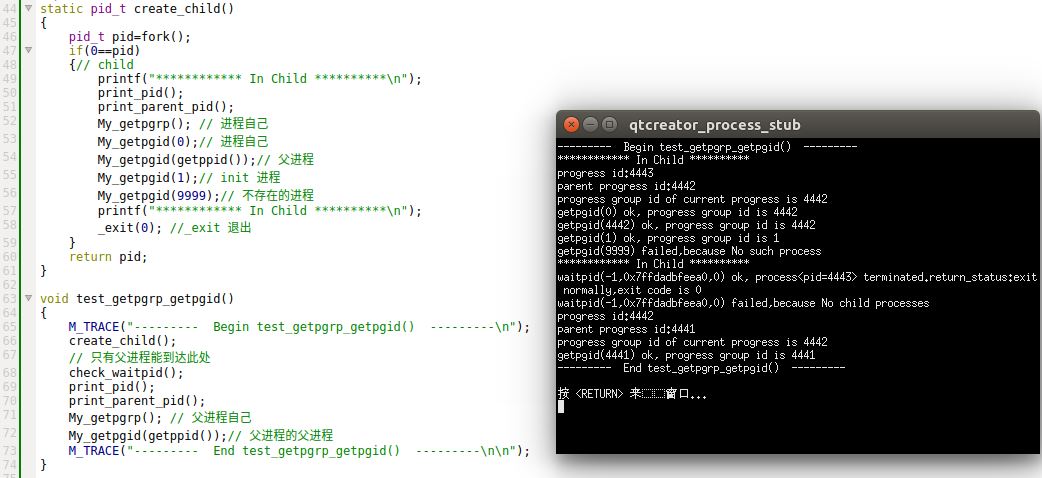 44 static pid_t create_child()
45 {
46 pid_t pid=fork();
47 if(0==pid)
48 {// child
49 printf("************ In Child **********\n");
50 print_pid();
51 print_parent_pid();
52 My_getpgrp(); // 进程自己
53 My_getpgid(0);// 进程自己
54 My_getpgid(getppid());// 父进程
55 My_getpgid(1);// init 进程
56 My_getpgid(9999);// 不存在的进程
57 printf("************ In Child **********\n");
58 _exit(0); //_exit 退出
59 }
60 return pid;
61 }
62
63 void test_getpgrp_getpgid()
64 {
65 M_TRACE("---------  Begin test_getpgrp_getpgid()  ---------\n");
66 create_child();
67 // 只有父进程能到达此处
68 check_waitpid();
69 print_pid();
70 print_parent_pid();
71 My_getpgrp(); // 父进程自己
72 My_getpgid(getppid());// 父进程的父进程
73 M_TRACE("---------  End test_getpgrp_getpgid()  ---------\n\n");
74 }
qtcreator_process_stub
---------  Begin test_getpgrp_getpgid()  ---------
************ In Child **********
progress id:4443
parent progress id:4442
progress group id of current progress is 4442
getpgid(0) ok, progress group id is 4442
getpgid(4442) ok, progress group id is 4442
getpgid(1) ok, progress group id is 1
getpgid(9999) failed,because No such process
************ In Child **********
waitpid(-1,0x7ffdadbfeea0,0) ok, process<pid=4443> terminated.return_status:exit
normally,exit code is 0
waitpid(-1,0x7ffdadbfeea0,0) failed,because No child processes
progress id:4442
parent progress id:4441
progress group id of current progress is 4442
getpgid(4441) ok, progress group id is 4441
---------  End test_getpgrp_getpgid()  ---------
按 <RETURN> 来窗口...